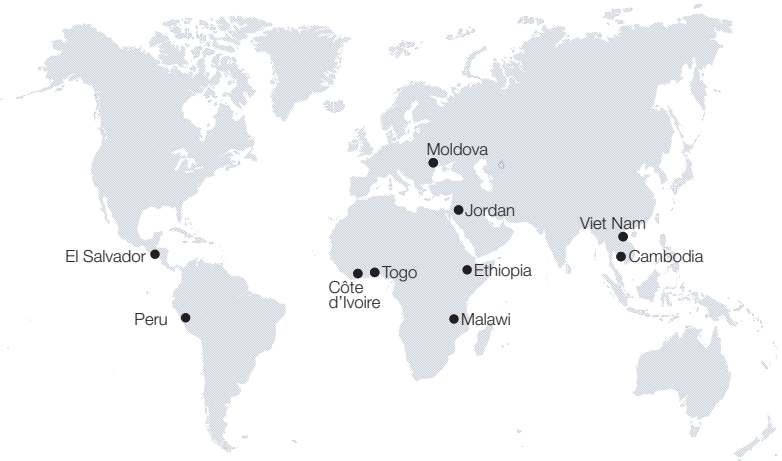 Moldova
Jordan
Viet Nam
El Salvador
Cambodia
Togo
Ethiopia
Côte
d’Ivoire
Peru
Malawi